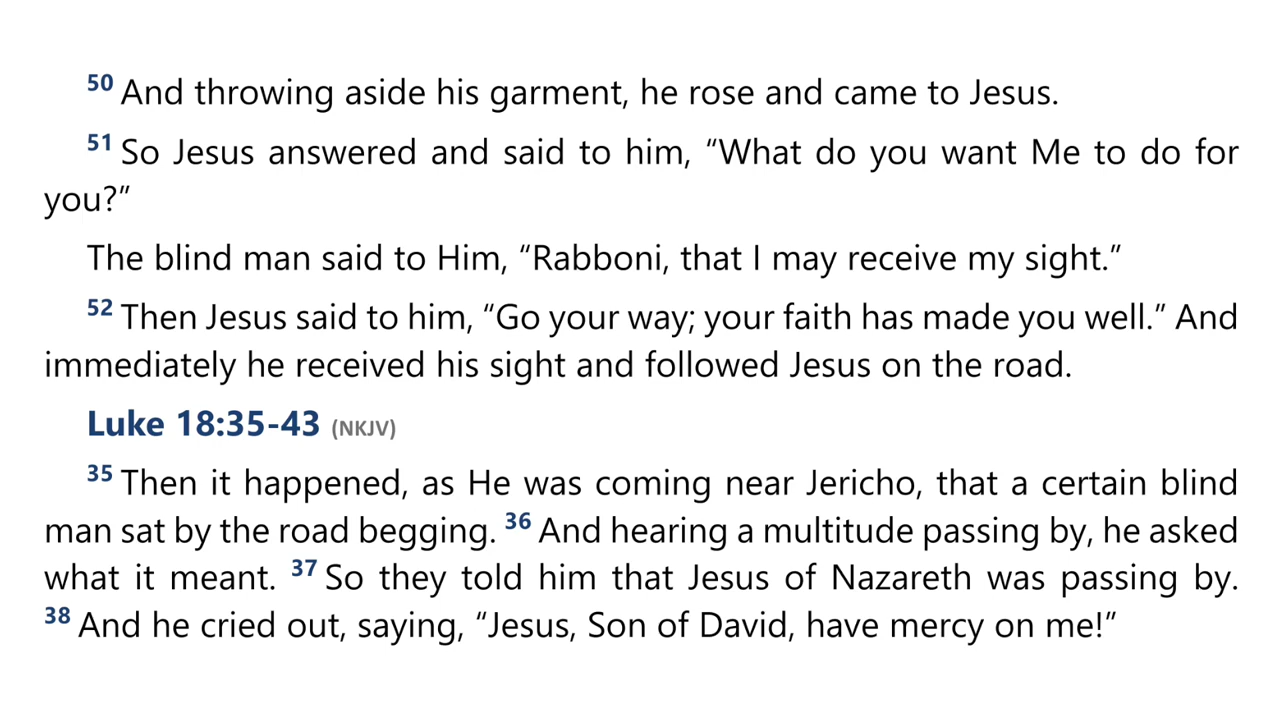 50 And throwing aside his garment, he rose and came to Jesus.
51 So Jesus answered and said to him, “What do you want Me to do for
you?”
The blind man said to Him, “Rabboni, that I may receive my sight.”
52 Then Jesus said to him, “Go your way; your faith has made you well.” And
immediately he received his sight and followed Jesus on the road.
Luke 18:35-43 (NKJV)
35 Then it happened, as He was coming near Jericho, that a certain blind
man sat by the road begging. 36 And hearing a multitude passing by, he asked
what it meant. 37 So they told him that Jesus of Nazareth was passing by.
38 And he cried out, saying, “Jesus, Son of David, have mercy on me!”